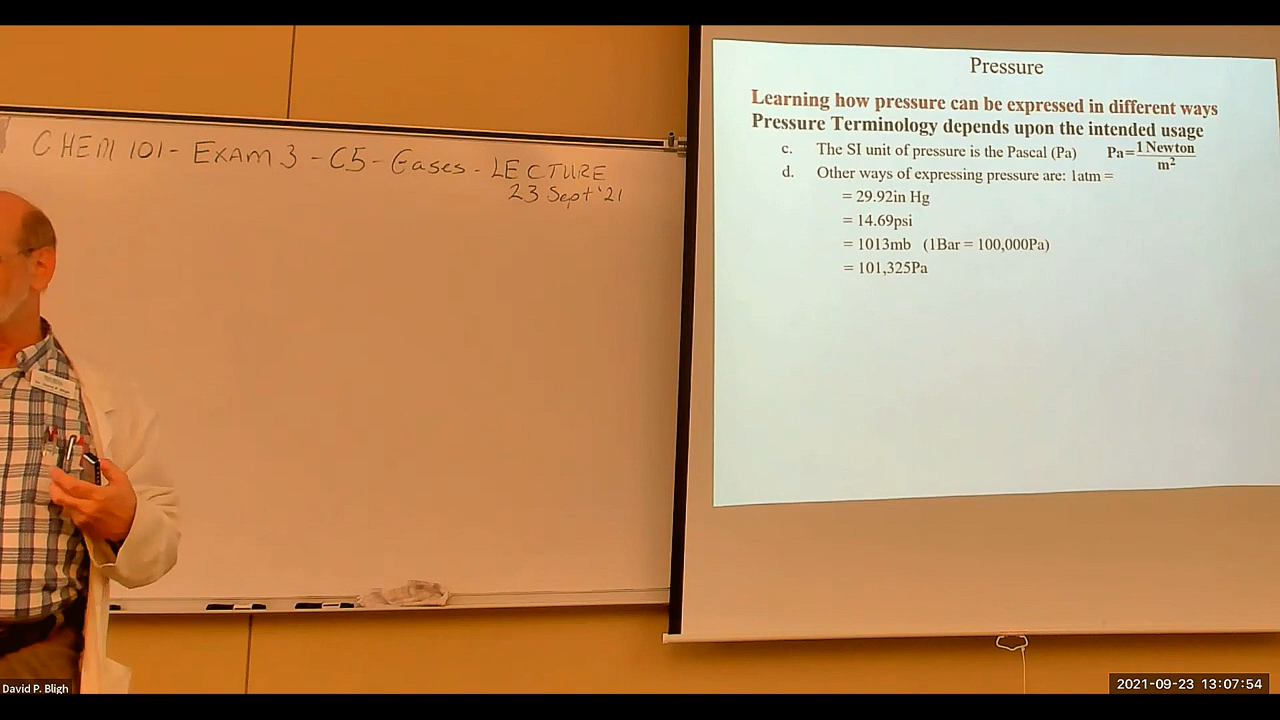 CHEM 101 - EXAM 3 - C5 - Gases - LECTURE
23 Sept '21
Pressure
Learning how pressure can be expressed in different ways
Pressure Terminology depends upon the intended usage
c. The SI unit of pressure is the Pascal (Pa) Pa=1 Newton
m²
d. Other ways of expressing pressure are: 1atm =
= 29.92in Hg
= 14.69psi
= 1013mb (1Bar = 100,000Pa)
= 101,325Pa
David P. Bligh
2021-09-23 13:07:54